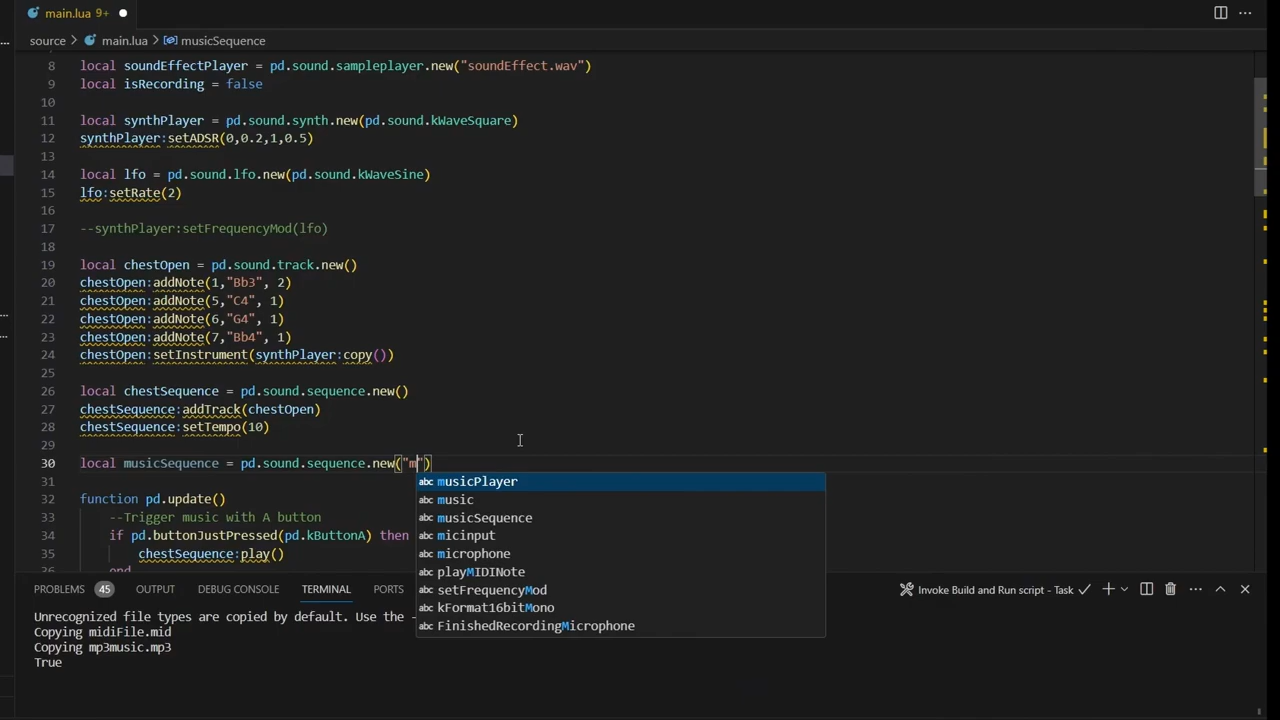 main.lua 9+
source > main.lua > musicSequence
8 local soundEffectPlayer = pd.sound.sampleplayer.new("soundEffect.wav")
9 local isRecording = false
10
11 local synthPlayer = pd.sound.synth.new(pd.sound.kWaveSquare)
12 synthPlayer:setADSR(0,0.2,1,0.5)
13
14 local lfo = pd.sound.lfo.new(pd.sound.kWaveSine)
15 lfo:setRate(2)
16
17 --synthPlayer:setFrequencyMod(lfo)
18
19 local chestOpen = pd.sound.track.new()
20 chestOpen:addNote(1,"Bb3", 2)
21 chestOpen:addNote(5,"C4", 1)
22 chestOpen:addNote(6,"G4", 1)
23 chestOpen:addNote(7,"Bb4", 1)
24 chestOpen:setInstrument(synthPlayer:copy())
25
26 local chestSequence = pd.sound.sequence.new()
27 chestSequence:addTrack(chestOpen)
28 chestSequence:setTempo(10)
29
30 local musicSequence = pd.sound.sequence.new("m")
31
musicPlayer
music
musicSequence
micinput
microphone
playMIDINote
setFrequencyMod
kFormat16bitMono
FinishedRecordingMicrophone
32 function pd.update()
33 --Trigger music with A button
34 if pd.buttonJustPressed(pd.kButtonA) then
35 chestSequence:play()
36 end
PROBLEMS 45 OUTPUT DEBUG CONSOLE TERMINAL PORTS Invoke Build and Run script - Task
Unrecognized file types are copied by default. Use the -
Copying midiFile.mid
Copying mp3music.mp3
True